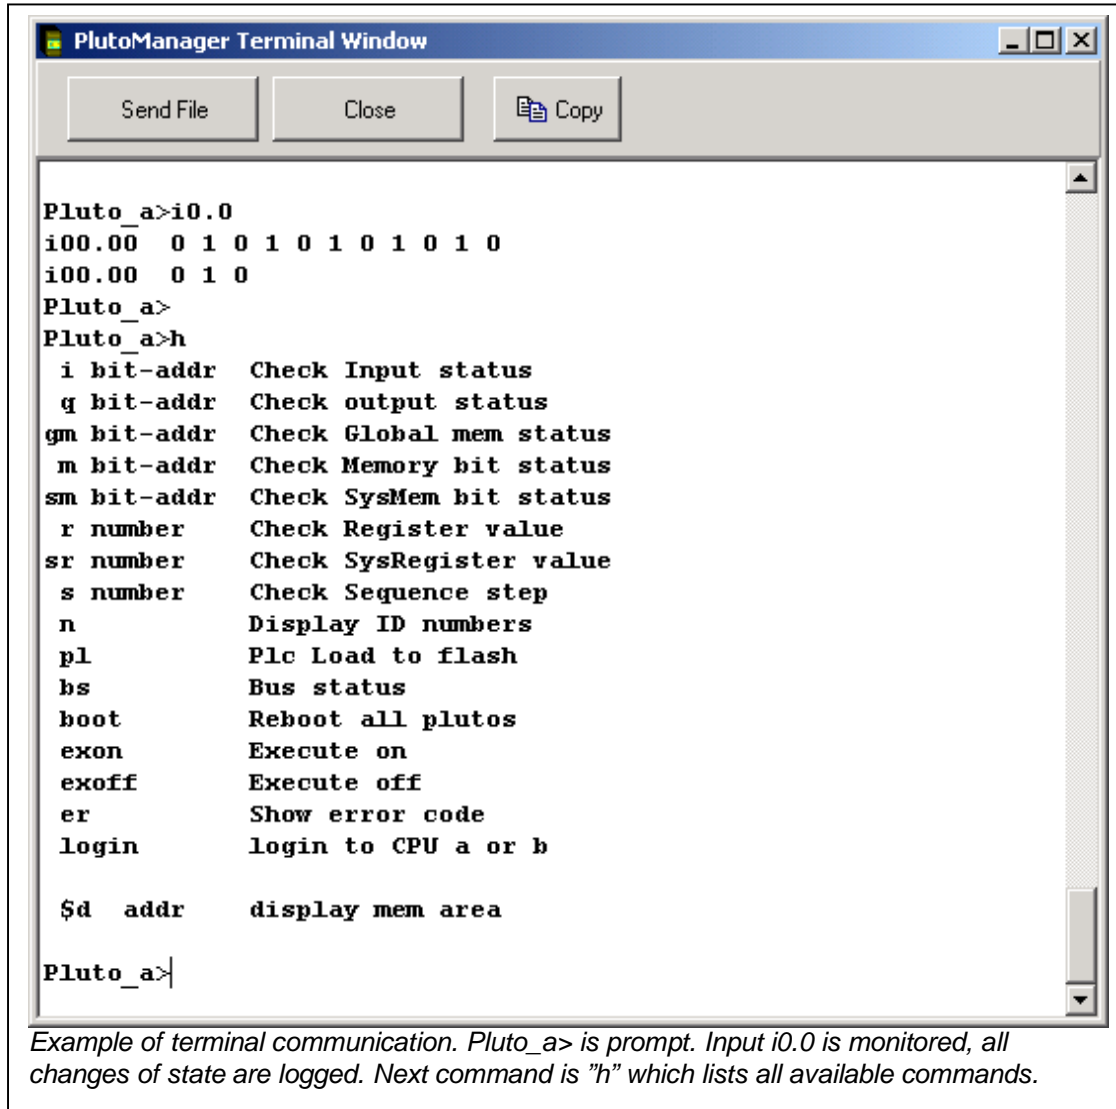 PlutoManager Terminal Window
Send File Close Copy
Pluto_a>i0.0
i00.00 0 1 0 1 0 1 0 1 0 1 0
i00.00 0 1 0
Pluto_a>
Pluto_a>h
i bit-addr Check Input status
q bit-addr Check output status
gm bit-addr Check Global mem status
m bit-addr Check Memory bit status
sm bit-addr Check SysMem bit status
r number Check Register value
sr number Check SysRegister value
s number Check Sequence step
n Display ID numbers
pl Plc Load to flash
bs Bus status
boot Reboot all plutos
exon Execute on
exoff Execute off
er Show error code
login login to CPU a or b
$d addr display mem area
Pluto_a>
Example of terminal communication. Pluto_a> is prompt. Input i0.0 is monitored, all
changes of state are logged. Next command is ”h” which lists all available commands.